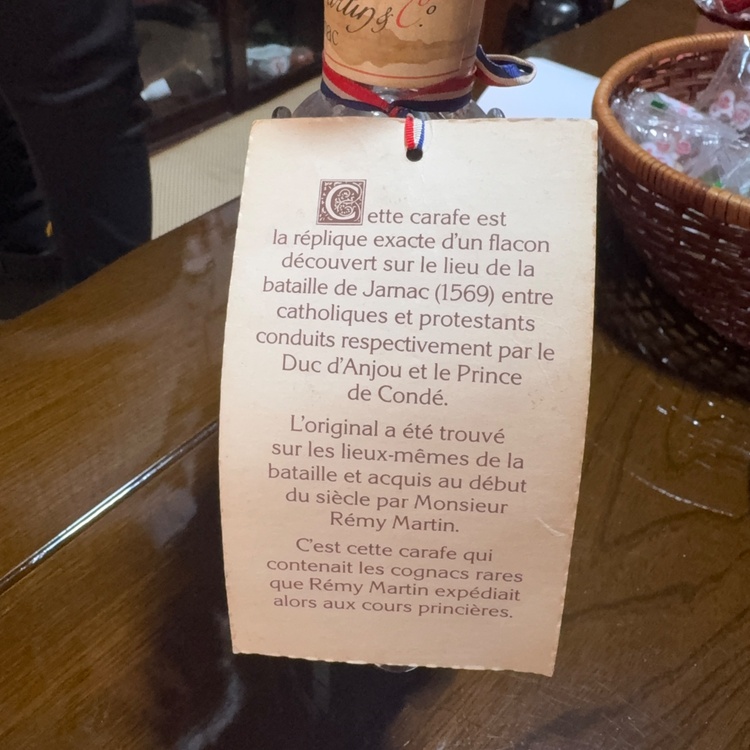 & Co
Cette carafe est
la réplique exacte d'un flacon
découvert sur le lieu de la
bataille de Jarnac (1569) entre
catholiques et protestants
conduits respectivement par le
Duc d'Anjou et le Prince
de Condé.
L'original a été trouvé
sur les lieux-mêmes de la
bataille et acquis au début
du siècle par Monsieur
Rémy Martin.
C'est cette carafe qui
contenait les cognacs rares
que Rémy Martin expédiait
alors aux cours princières.